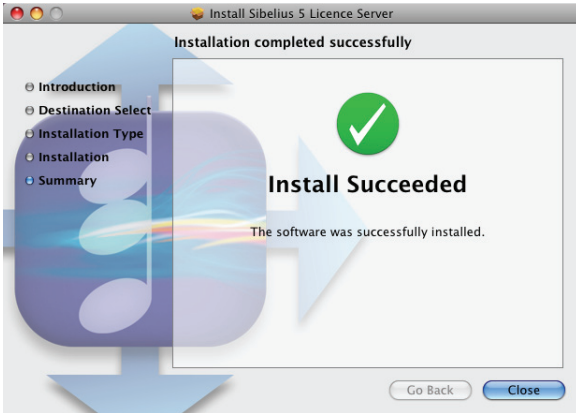 Install Sibelius 5 Licence Server
Installation completed successfully
Introduction
Destination Select
Installation Type
Installation
Summary
Install Succeeded
The software was successfully installed.
Go Back
Close